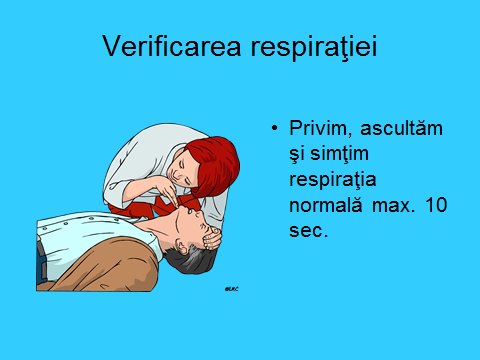 Verificarea respiraţiei
• Privim, ascultăm
şi simţim
respiraţia
normală max. 10
sec.